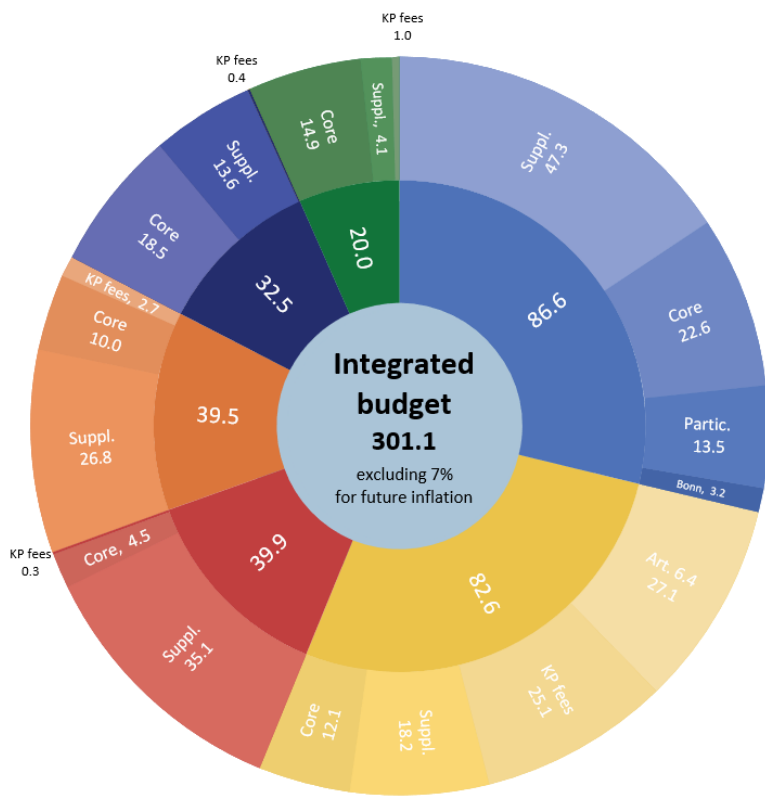 KP fees
1.0
KP fees
0.4
Core
14.9
Suppl., 4.1
Suppl.
47.3
Suppl.
13.6
Core
18.5
20.0
32.5
86.6
KP fees, 2.7
Core
10.0
Core
22.6
Integrated
budget
301.1
excluding 7%
for future inflation
39.5
Suppl.
26.8
Partic.
13.5
Bonn, 3.2
KP fees
0.3
Core, 4.5
39.9
82.6
Art. 6.4
27.1
Suppl.
35.1
KP fees
25.1
Core
12.1
Suppl.
18.2